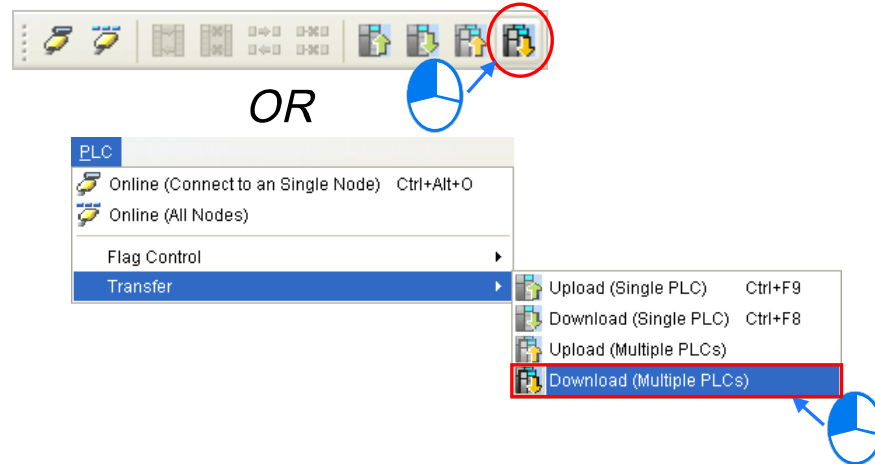 OR
PLC
Online (Connect to an Single Node) Ctrl+Alt+O
Online (All Nodes)
Flag Control
Transfer
Upload (Single PLC) Ctrl+F9
Download (Single PLC) Ctrl+F8
Upload (Multiple PLCs)
Download (Multiple PLCs)